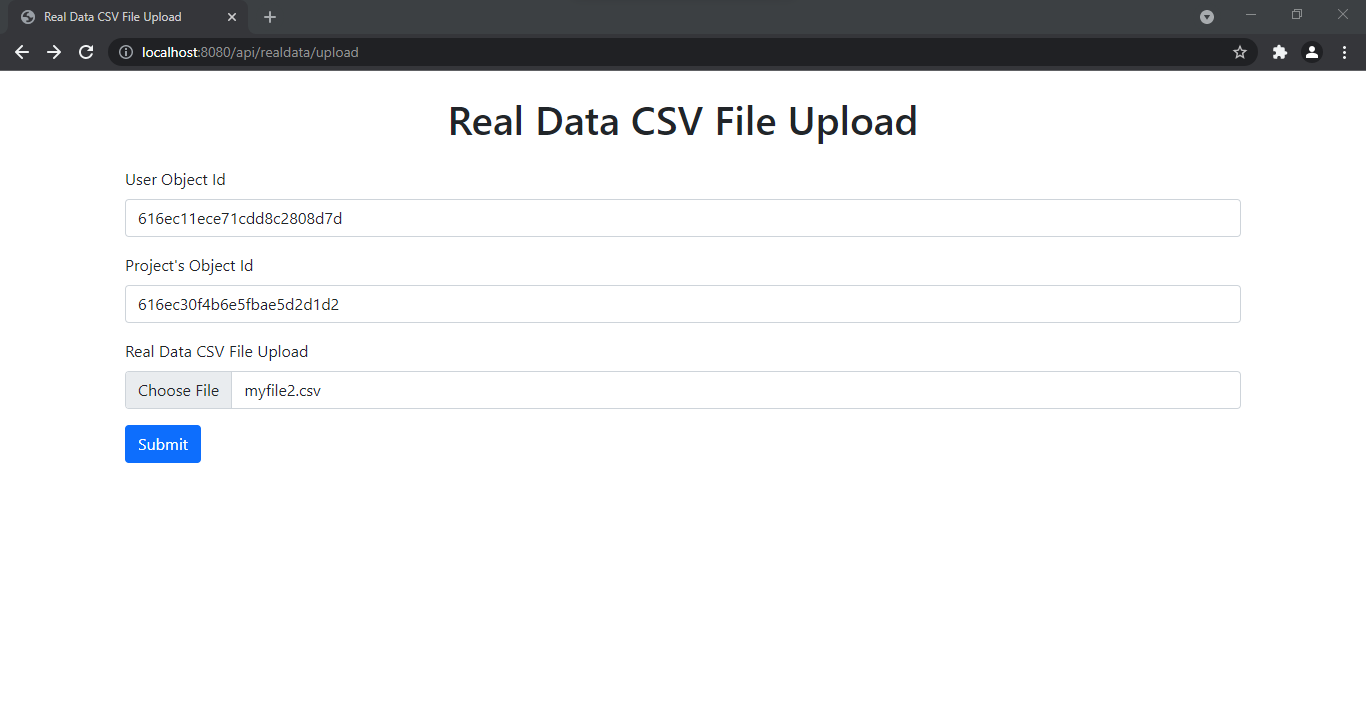 Real Data CSV File Upload
localhost:8080/api/realdata/upload
Real Data CSV File Upload
User Object Id
616ec11ece71cdd8c2808d7d
Project's Object Id
616ec30f4b6e5fbae5d2d1d2
Real Data CSV File Upload
Choose File myfile2.csv
Submit